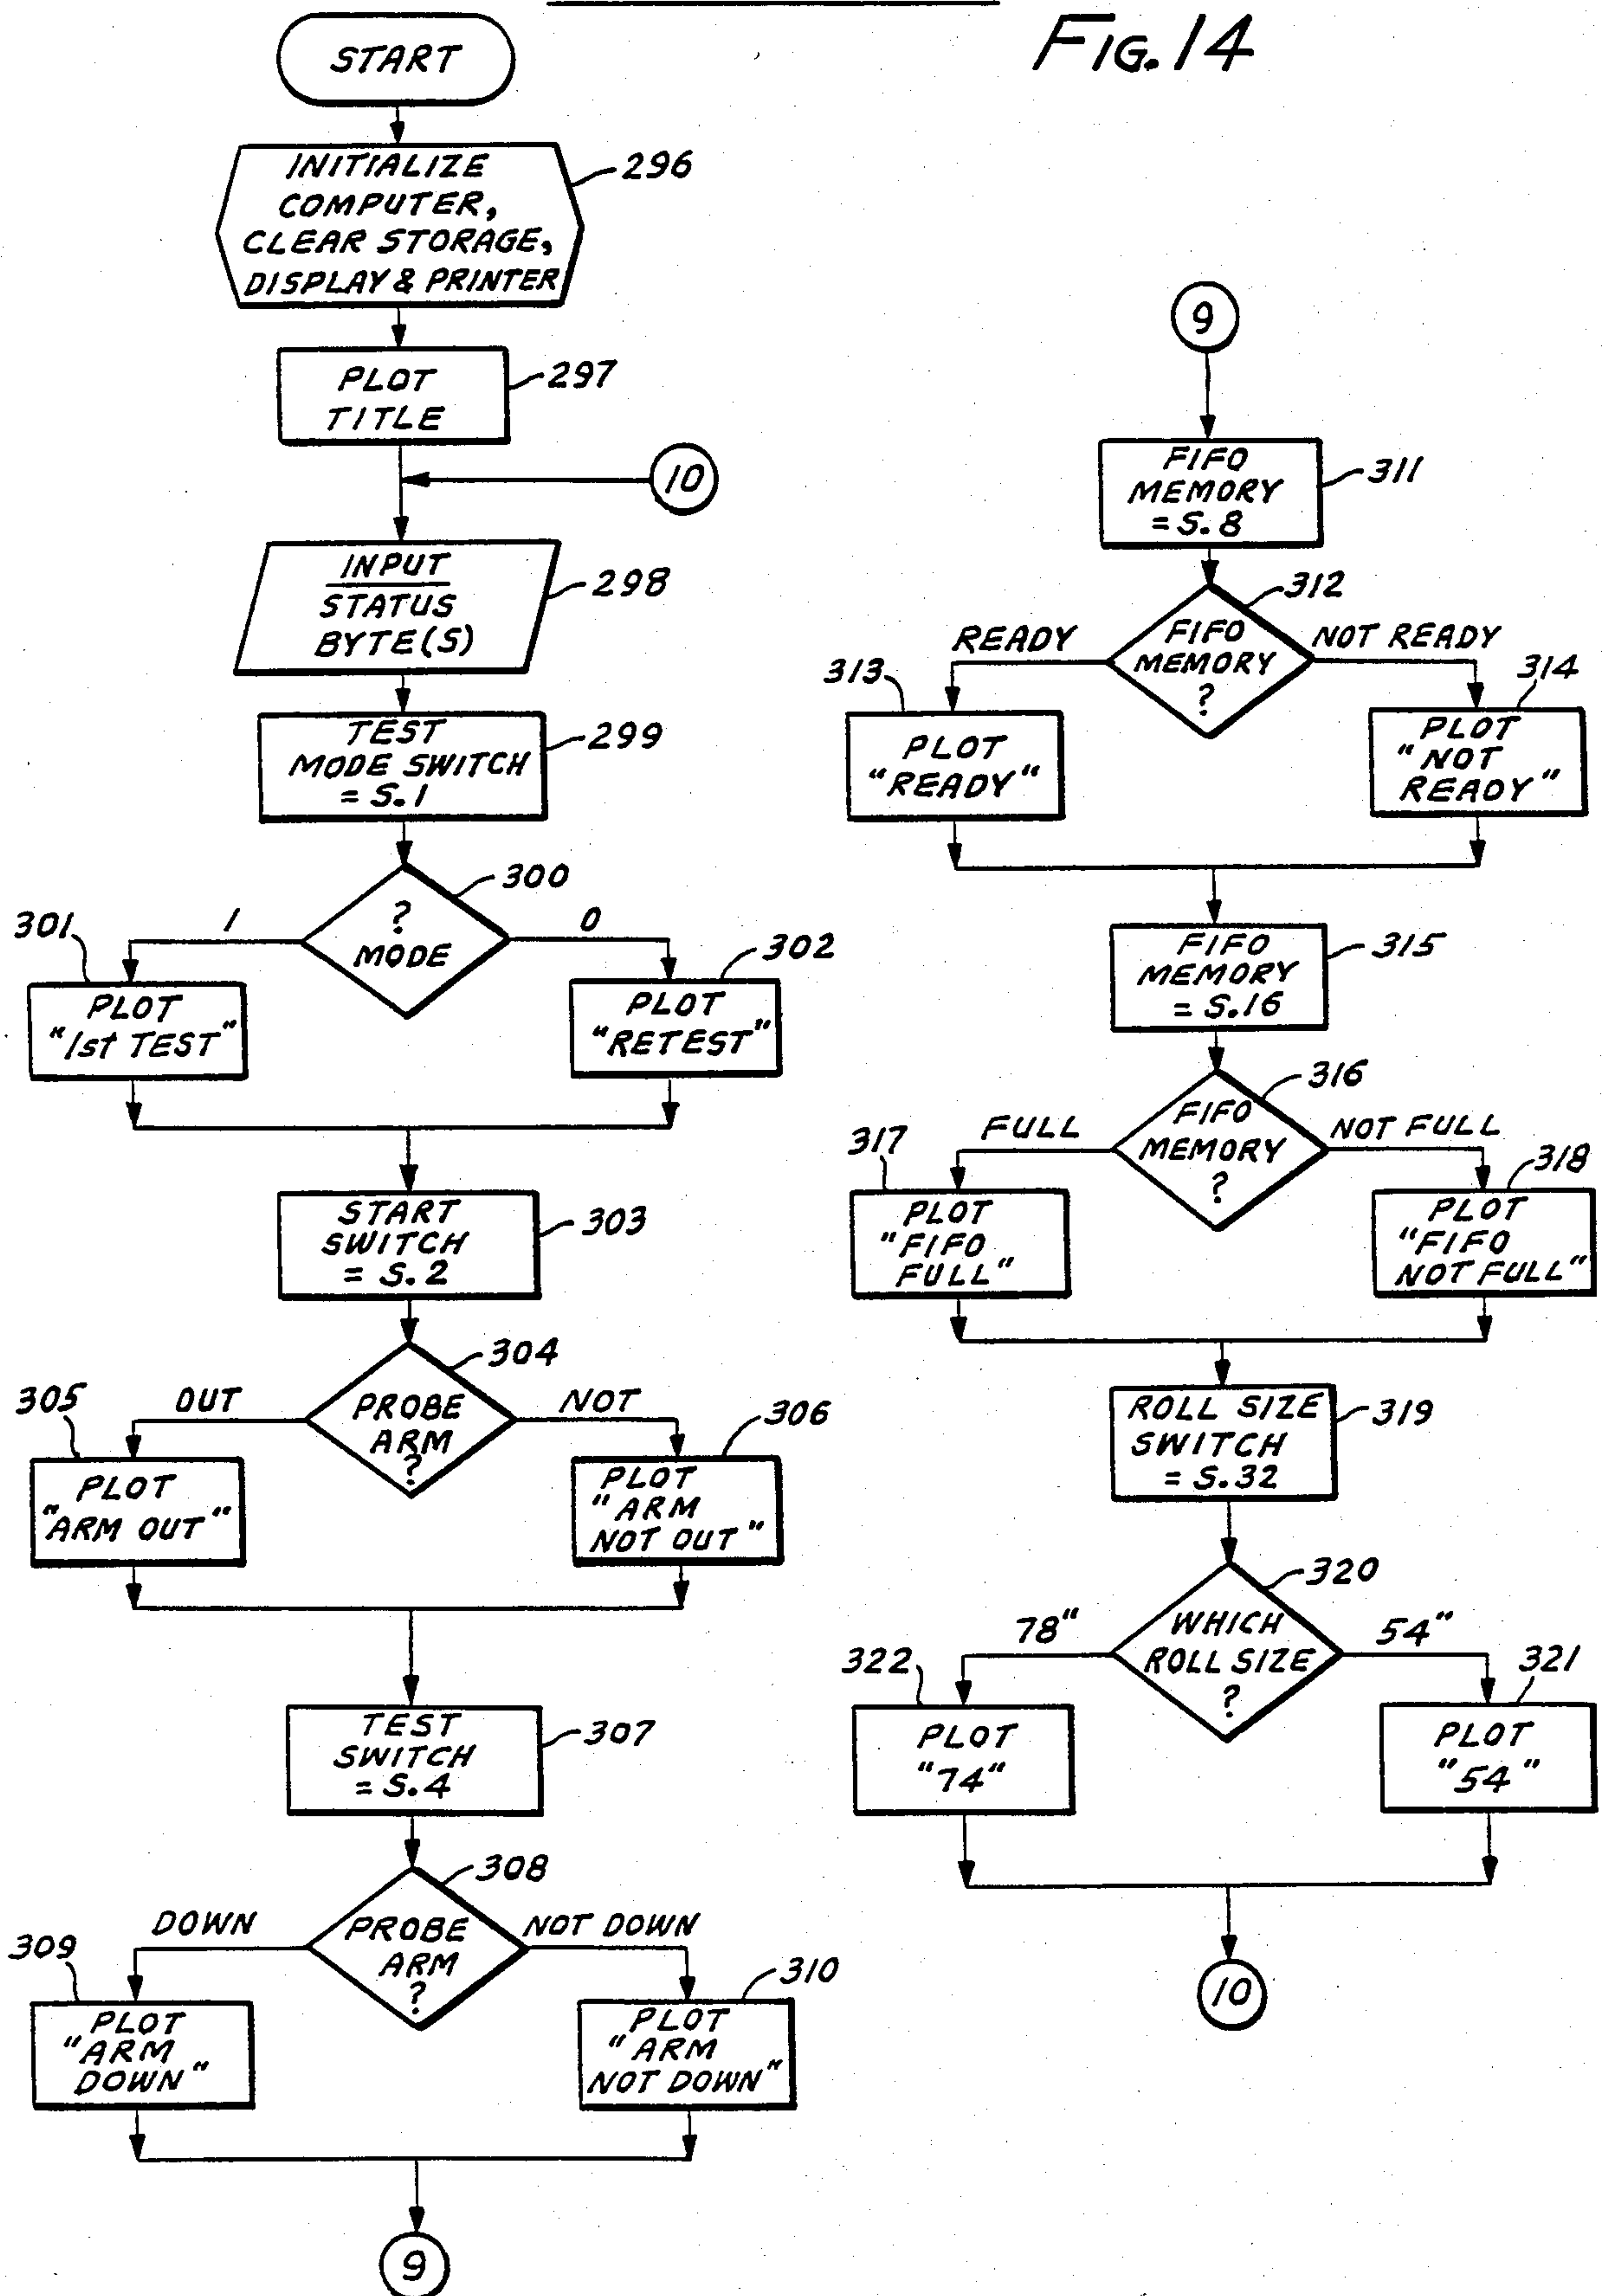 FIG. 14
START
INITIALIZE
COMPUTER,
CLEAR STORAGE,
DISPLAY & PRINTER
296
PLOT
TITLE
297
10
INPUT
STATUS
BYTE(S)
298
TEST
MODE SWITCH
= S.1
299
?
MODE
300
1
0
301
PLOT
"1st TEST"
302
PLOT
"RETEST"
START
SWITCH
= S.2
303
304
PROBE
ARM
?
OUT
NOT
305
PLOT
"ARM OUT"
306
PLOT
"ARM
NOT OUT"
TEST
SWITCH
= S.4
307
308
PROBE
ARM
?
DOWN
NOT DOWN
309
PLOT
"ARM
DOWN"
310
PLOT
"ARM
NOT DOWN"
9
9
FIFO
MEMORY
= S.8
311
312
FIFO
MEMORY
?
READY
NOT READY
313
PLOT
"READY"
314
PLOT
"NOT
READY"
FIFO
MEMORY
= S.16
315
316
FIFO
MEMORY
?
FULL
NOT FULL
317
PLOT
"FIFO
FULL"
318
PLOT
"FIFO
NOT FULL"
ROLL SIZE
SWITCH
= S.32
319
320
WHICH
ROLL SIZE
?
78"
54"
322
PLOT
"74"
321
PLOT
"54"
10